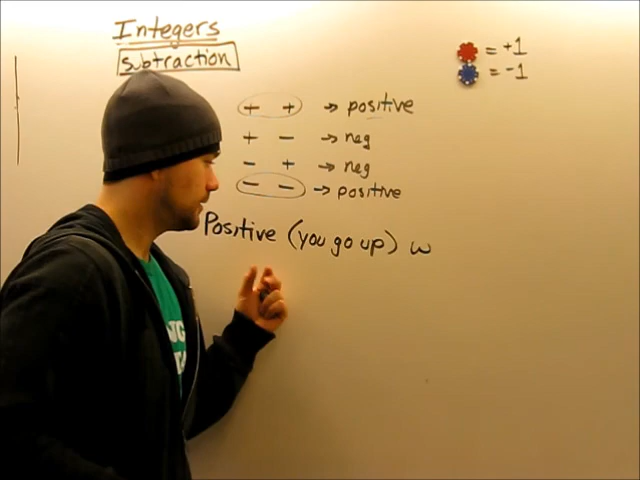 Integers
subtraction
= +1
= -1
+ + → positive
+ - → neg
- + → neg
- - → positive
Positive (you go up) w